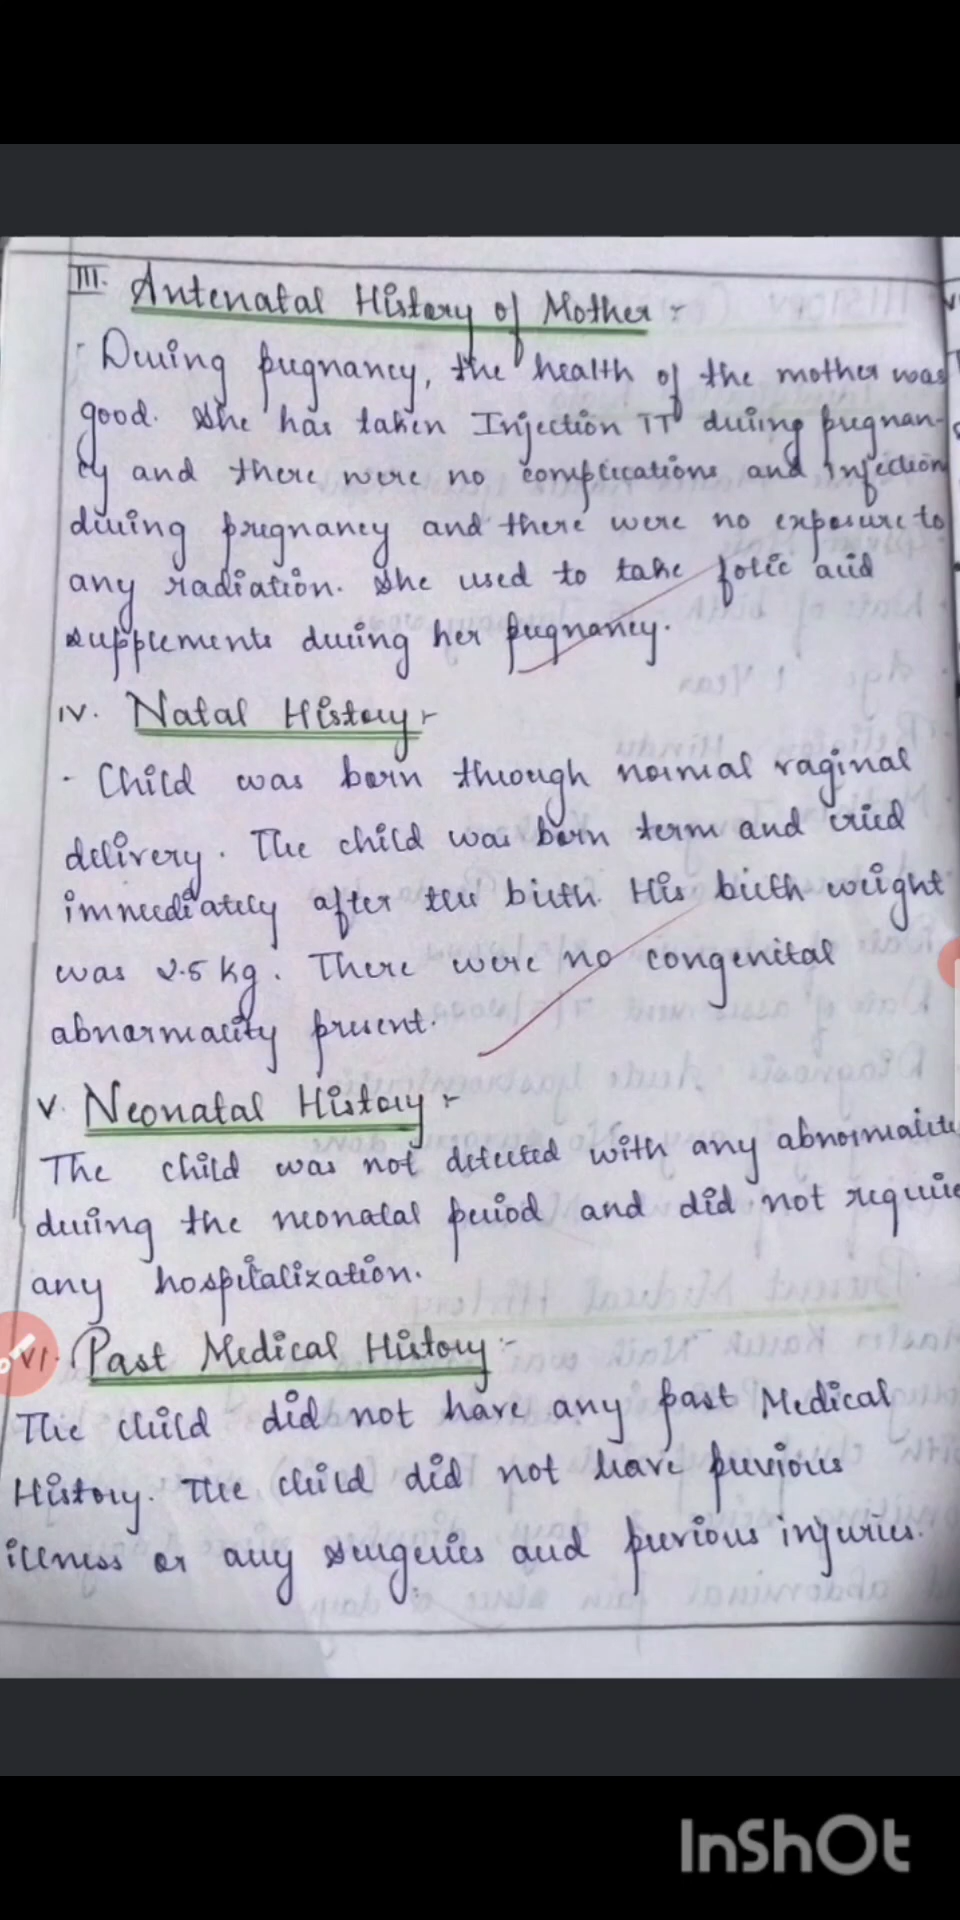 III. Antenatal History of Mother :-
- During pregnancy, the health of the mother was
good. She has taken Injection TT during pregnan-
cy and there were no complications and infection
during pregnancy and there were no exposure to
any radiation. She used to take folic acid
supplements during her pregnancy.
IV. Natal History :-
- Child was born through normal vaginal
delivery. The child was born term and cried
immediately after the birth. His birth weight
was 2.5 kg. There were no congenital
abnormality present.
V. Neonatal History :-
The child was not detected with any abnormalite
during the neonatal period and did not require
any hospitalization.
VI. Past Medical History :-
The child did not have any past Medical
History. The child did not have previous
illness or any surgeries and previous injuries.
InShOt